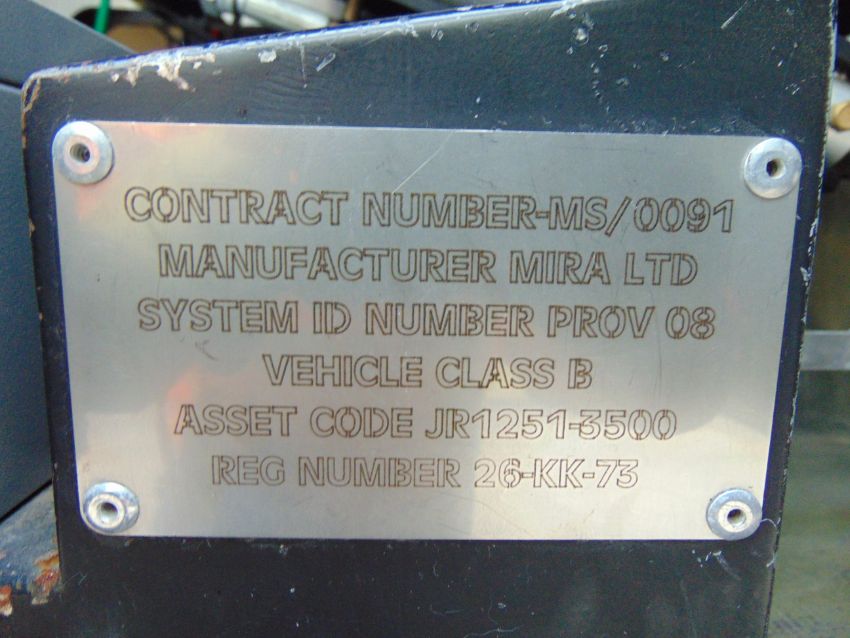 CONTRACT NUMBER-MS/0091
MANUFACTURER MIRA LTD
SYSTEM ID NUMBER PROV 08
VEHICLE CLASS B
ASSET CODE JR1251-3500
REG NUMBER 26-KK-73